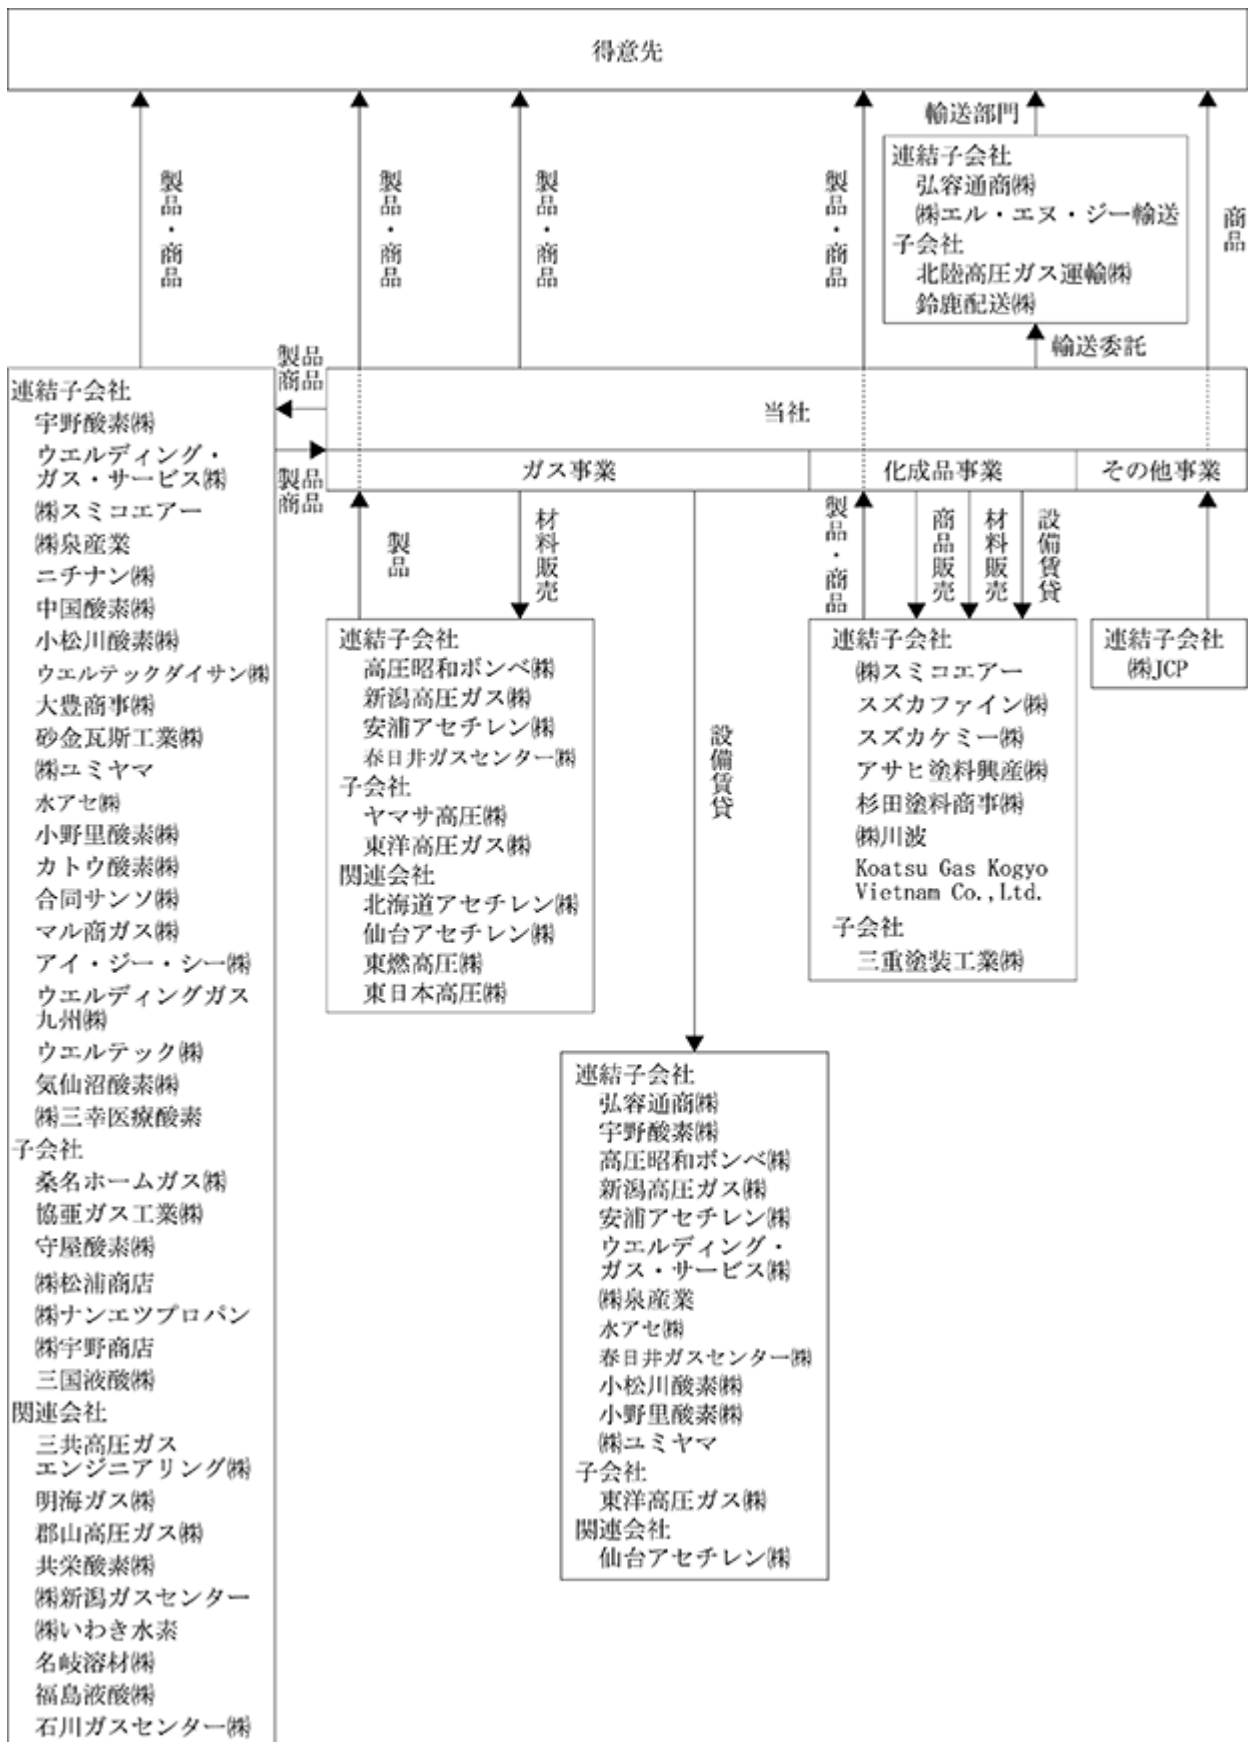 得意先
製品・商品
製品・商品
製品・商品
製品・商品
輸送部門
連結子会社
弘容通商㈱
㈱エル・エヌ・ジー輸送
子会社
北陸高圧ガス運輸㈱
鈴鹿配送㈱
商品
輸送委託
製品
商品
当社
製品
商品
ガス事業
化成品事業
その他事業
連結子会社
宇野酸素㈱
ウエルディング・
ガス・サービス㈱
㈱スミコエアー
㈱泉産業
ニチナン㈱
中国酸素㈱
小松川酸素㈱
ウエルテックダイサン㈱
大豊商事㈱
砂金瓦斯工業㈱
㈱ユミヤマ
水アセ㈱
小野里酸素㈱
カトウ酸素㈱
合同サンソ㈱
マル商ガス㈱
アイ・ジー・シー㈱
ウエルディングガス
九州㈱
ウエルテック㈱
気仙沼酸素㈱
㈱三幸医療酸素
子会社
桑名ホームガス㈱
協亜ガス工業㈱
守屋酸素㈱
㈱松浦商店
㈱ナンエツプロパン
㈱宇野商店
三国液酸㈱
関連会社
三共高圧ガス
エンジニアリング㈱
明海ガス㈱
郡山高圧ガス㈱
共栄酸素㈱
㈱新潟ガスセンター
㈱いわき水素
名岐溶材㈱
福島液酸㈱
石川ガスセンター㈱
製品
材料販売
連結子会社
高圧昭和ボンベ㈱
新潟高圧ガス㈱
安浦アセチレン㈱
春日井ガスセンター㈱
子会社
ヤマサ高圧㈱
東洋高圧ガス㈱
関連会社
北海道アセチレン㈱
仙台アセチレン㈱
東燃高圧㈱
東日本高圧㈱
設備賃貸
連結子会社
弘容通商㈱
宇野酸素㈱
高圧昭和ボンベ㈱
新潟高圧ガス㈱
安浦アセチレン㈱
ウエルディング・
ガス・サービス㈱
㈱泉産業
水アセ㈱
春日井ガスセンター㈱
小松川酸素㈱
小野里酸素㈱
㈱ユミヤマ
子会社
東洋高圧ガス㈱
関連会社
仙台アセチレン㈱
製品・商品
商品販売
材料販売
設備賃貸
連結子会社
㈱スミコエアー
スズカファイン㈱
スズカケミー㈱
アサヒ塗料興産㈱
杉田塗料商事㈱
㈱川波
Koatsu Gas Kogyo
Vietnam Co.,Ltd.
子会社
三重塗装工業㈱
連結子会社
㈱JCP